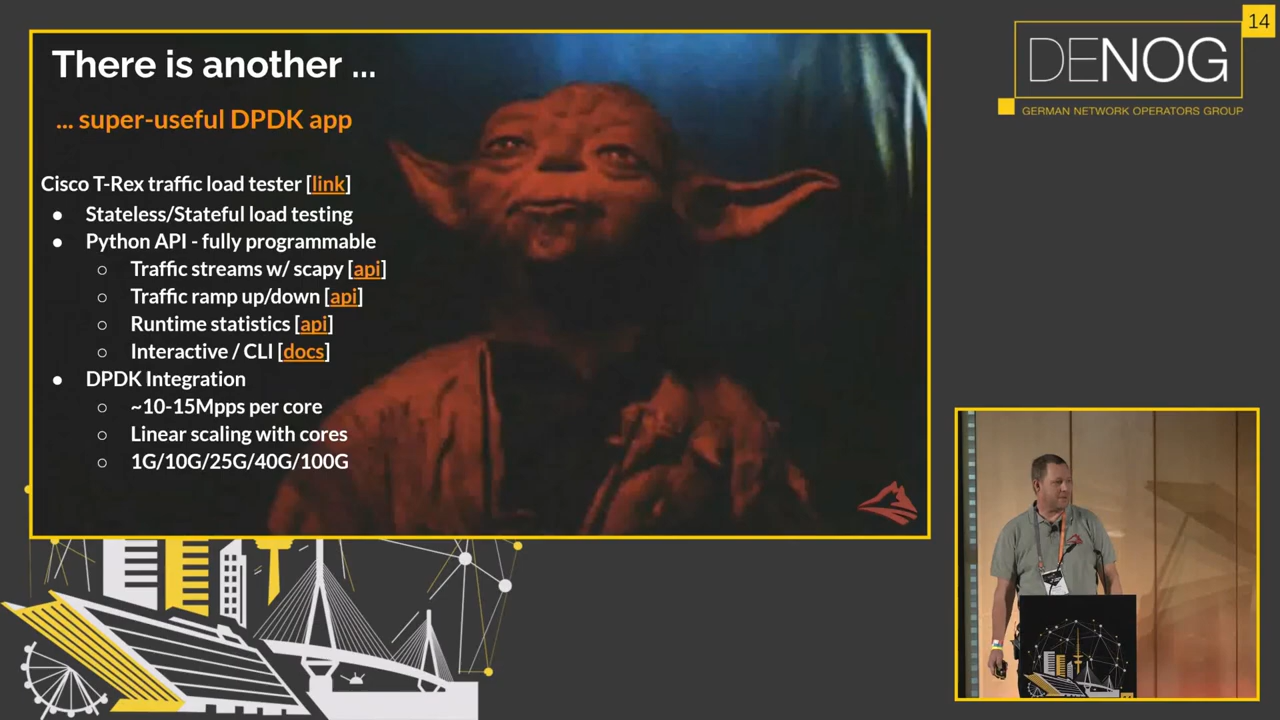 There is another ...
... super-useful DPDK app
Cisco T-Rex traffic load tester [link]
● Stateless/Stateful load testing
● Python API - fully programmable
○ Traffic streams w/ scapy [api]
○ Traffic ramp up/down [api]
○ Runtime statistics [api]
○ Interactive / CLI [docs]
● DPDK Integration
○ ~10-15Mpps per core
○ Linear scaling with cores
○ 1G/10G/25G/40G/100G
14
DENOG
GERMAN NETWORK OPERATORS GROUP